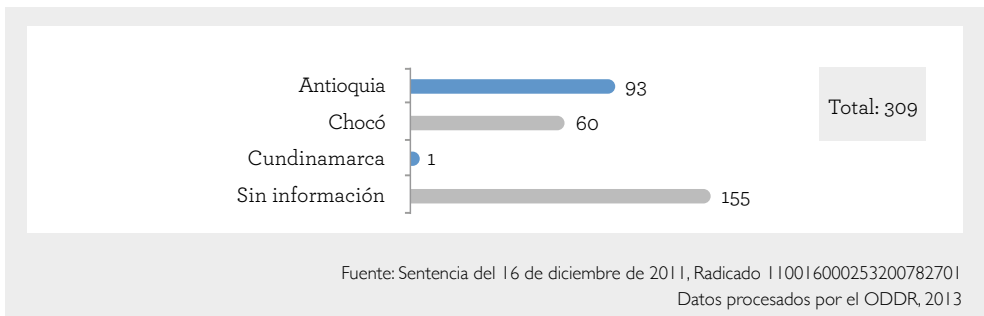 Antioquia 93
Chocó 60
Cundinamarca 1
Sin información 155
Total: 309
Fuente: Sentencia del 16 de diciembre de 2011, Radicado 110016000253200782701
Datos procesados por el ODDR, 2013